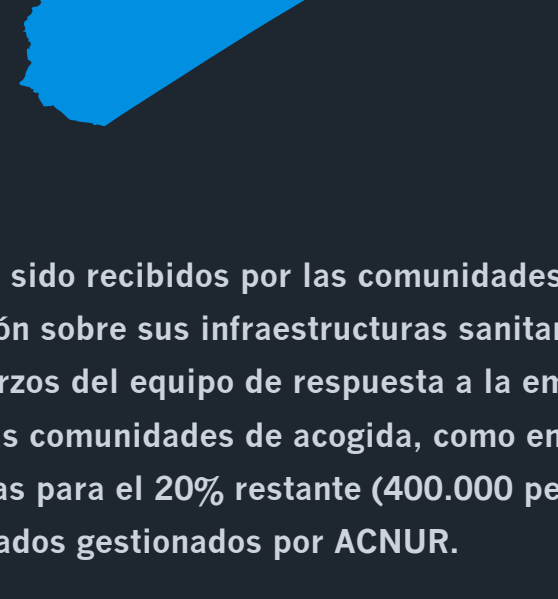 sido recibidos por las comunidades
ón sobre sus infraestructuras sanitar
rzos del equipo de respuesta a la em
s comunidades de acogida, como en
as para el 20% restante (400.000 pe
ados gestionados por ACNUR.